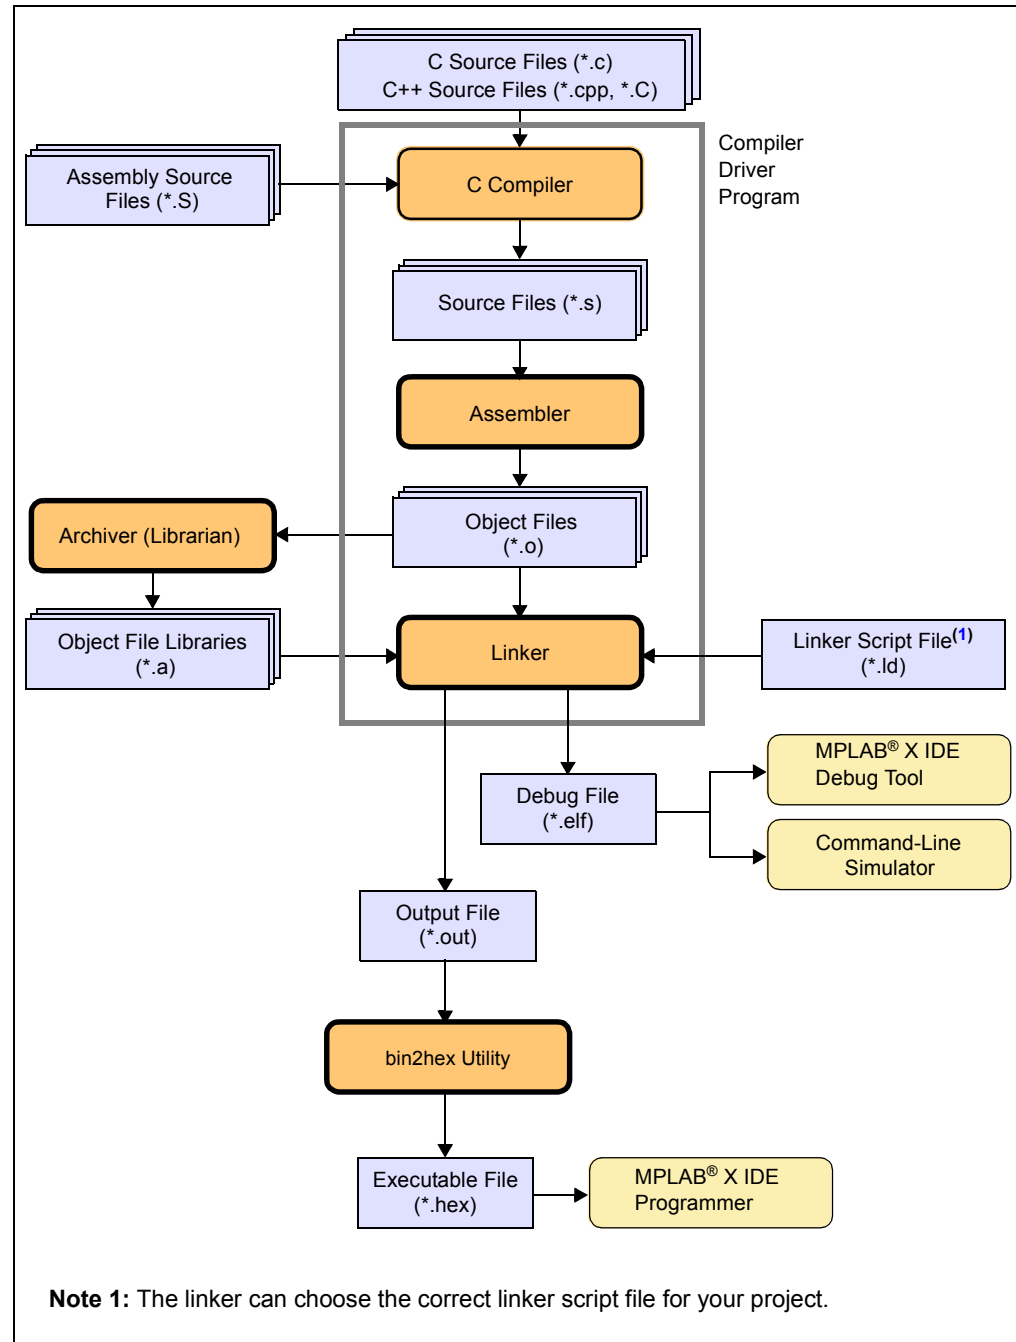 C Source Files (*.c)
C++ Source Files (*.cpp, *.C)
Compiler
Driver
Program
Assembly Source
Files (*.S)
C Compiler
Source Files (*.s)
Assembler
Archiver (Librarian)
Object Files
(*.o)
Object File Libraries
(*.a)
Linker
Linker Script File(1)
(*.ld)
MPLAB® X IDE
Debug Tool
Debug File
(*.elf)
Command-Line
Simulator
Output File
(*.out)
bin2hex Utility
Executable File
(*.hex)
MPLAB® X IDE
Programmer
Note 1: The linker can choose the correct linker script file for your project.